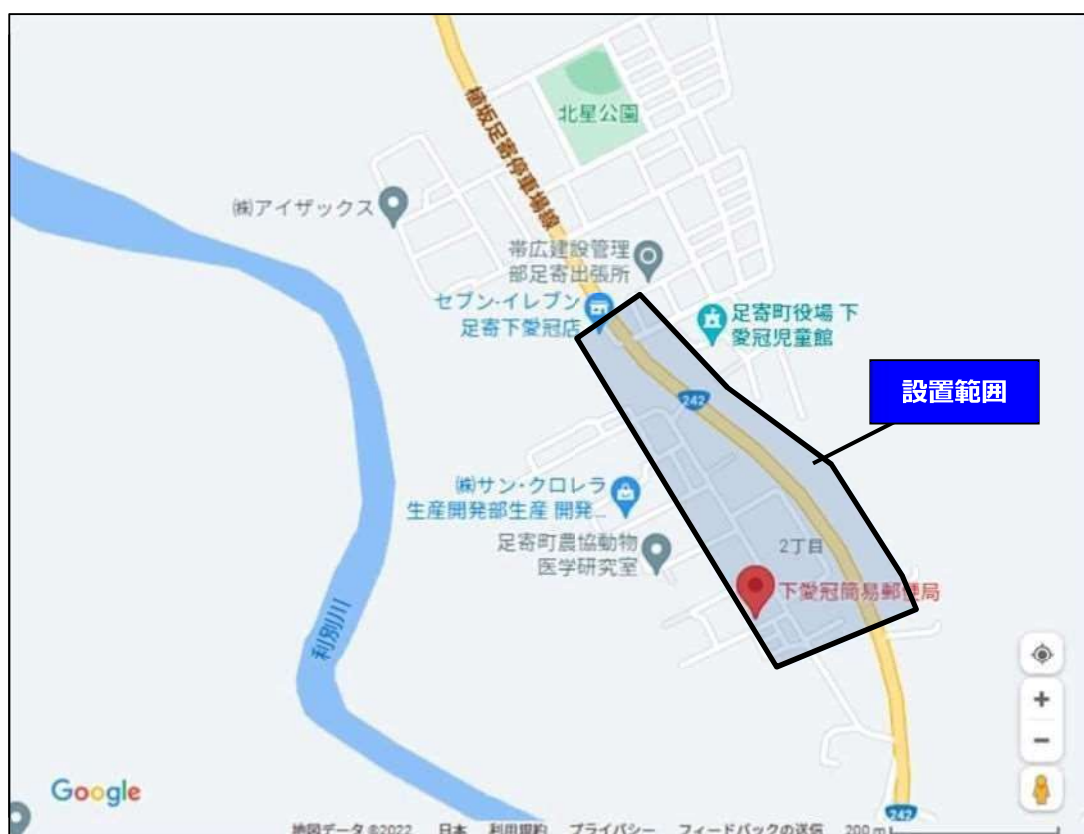 北星公園
植坂足寄停車場線
㈱アイザックス
帯広建設管理
部足寄出張所
セブン-イレブン
足寄下愛冠店
足寄町役場 下
愛冠児童館
設置範囲
242
㈱サン・クロレラ
生産開発部生産 開発...
足寄町農協動物
医学研究室
2丁目
下愛冠簡易郵便局
利別川
Google
242
地図データ ©2022 日本 利用規約 プライバシー フィードバックの送信 200 m